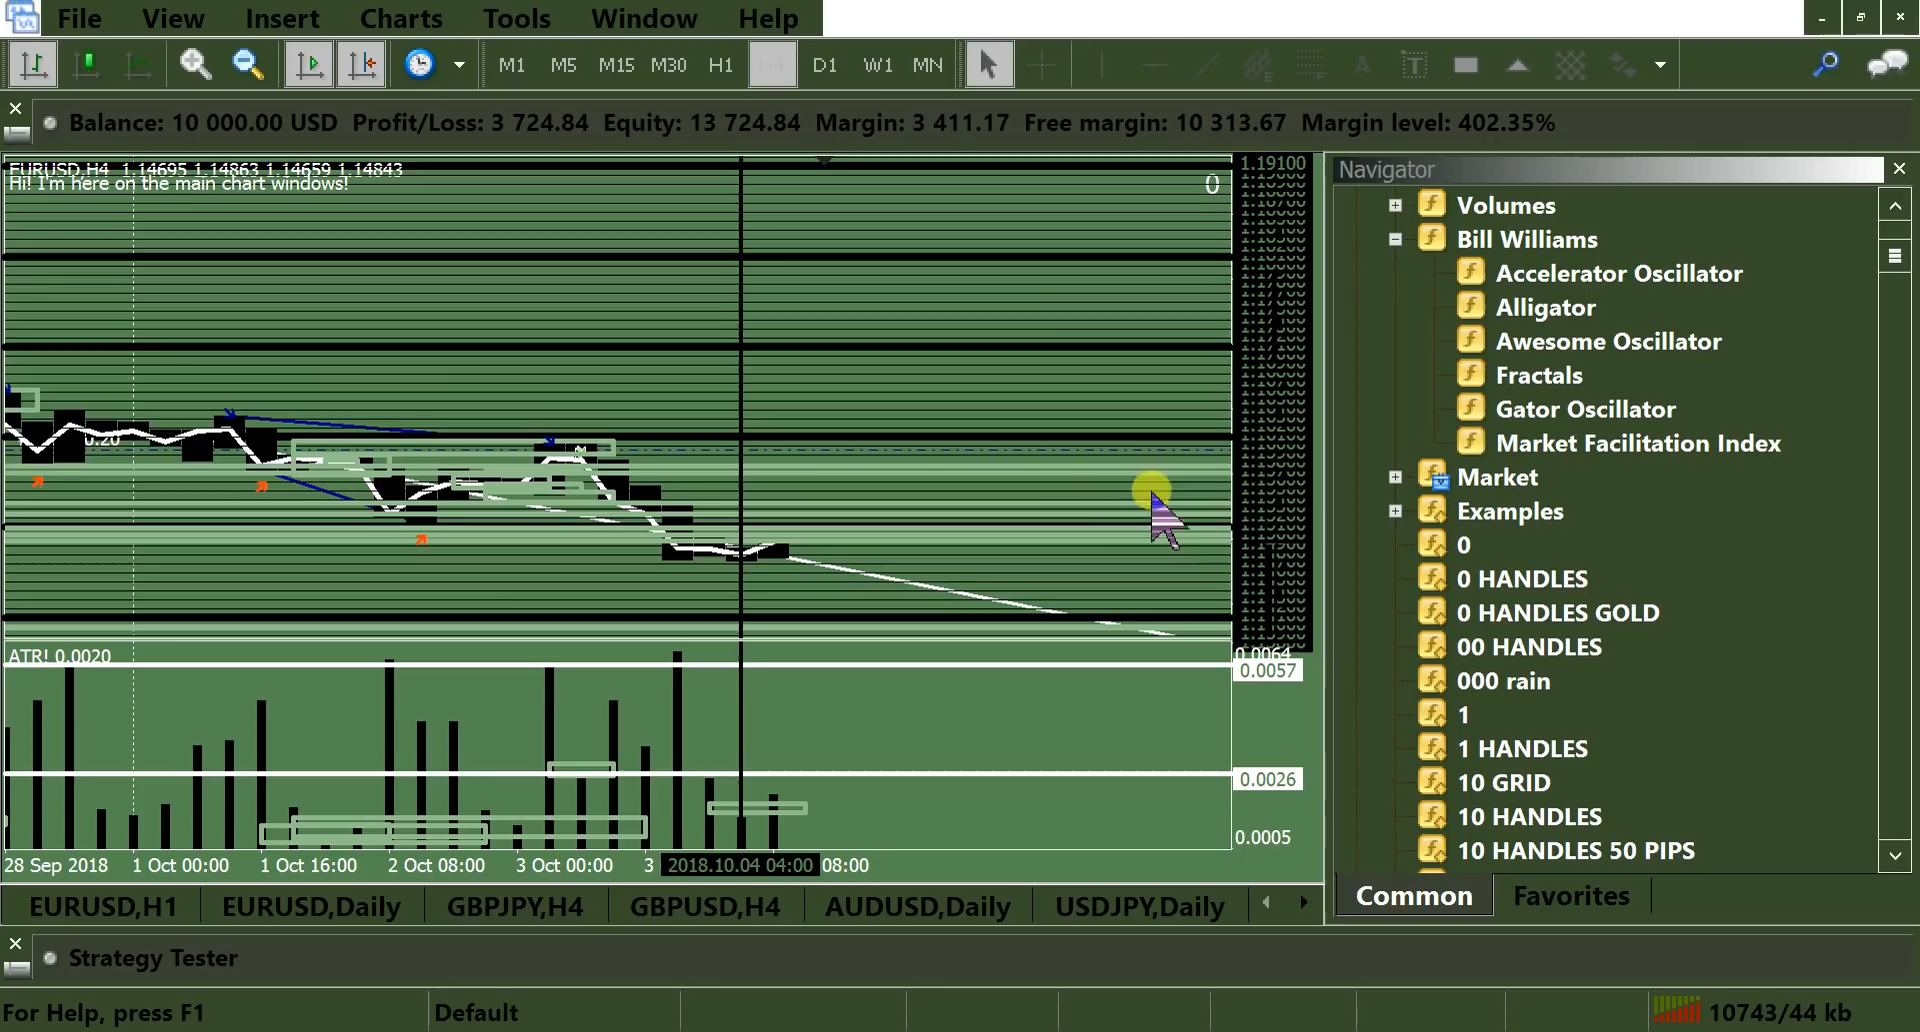 File View Insert Charts Tools Window Help
M1 M5 M15 M30 H1 H4 D1 W1 MN
Balance: 10 000.00 USD Profit/Loss: 3 724.84 Equity: 13 724.84 Margin: 3 411.17 Free margin: 10 313.67 Margin level: 402.35%
EURUSD,H4 1.14695 1.14863 1.14659 1.14843
Hi! I'm here on the main chart windows!
0
1.19100
0.20
ATR! 0.0020
0.0064
0.0057
0.0026
0.0005
28 Sep 2018 1 Oct 00:00 1 Oct 16:00 2 Oct 08:00 3 Oct 00:00 3 2018.10.04 04:00 08:00
EURUSD,H1 EURUSD,Daily GBPJPY,H4 GBPUSD,H4 AUDUSD,Daily USDJPY,Daily
Navigator
Volumes
Bill Williams
Accelerator Oscillator
Alligator
Awesome Oscillator
Fractals
Gator Oscillator
Market Facilitation Index
Market
Examples
0
0 HANDLES
0 HANDLES GOLD
00 HANDLES
000 rain
1
1 HANDLES
10 GRID
10 HANDLES
10 HANDLES 50 PIPS
Common Favorites
Strategy Tester
For Help, press F1
Default
10743/44 kb